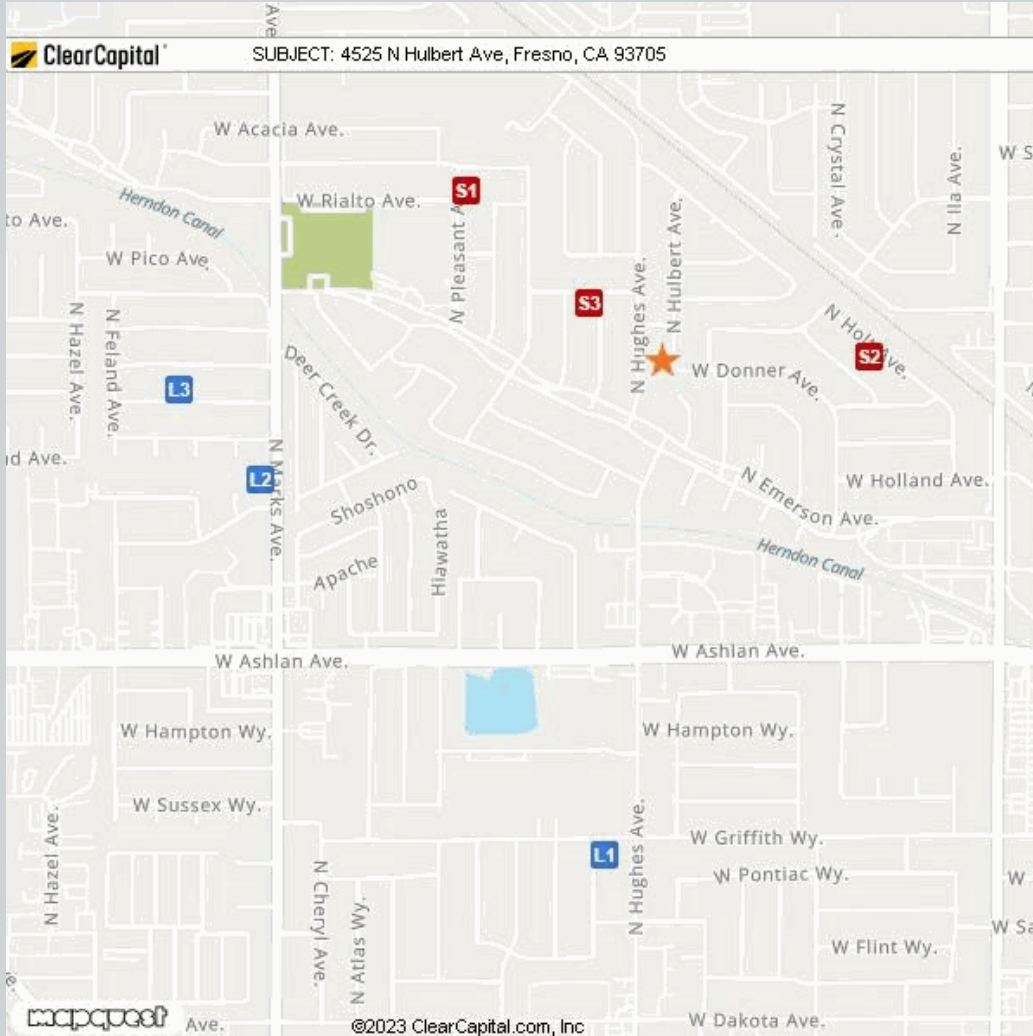 Ave
ClearCapital
SUBJECT: 4525 N Hulbert Ave, Fresno, CA 93705
W Acacia Ave.
N Crystal Ave.
N Ila Ave.
W S
Herndon Canal
W Rialto Ave.
S1
N Pleasant A
N Hulbert Ave.
to Ave.
W Pico Ave.
N Hughes Ave.
S3
N Hazel Ave.
N Feland Ave.
Deer Creek Dr.
S2
W Donner Ave.
L3
L2
N Marks Ave.
Shoshono
W Holland Ave.
N Emerson Ave.
Apache
Hiawatha
Herndon Canal
W Ashlan Ave.
W Ashlan Ave.
W Hampton Wy.
W Hampton Wy.
W Sussex Wy.
N Hazel Ave.
N Hughes Ave.
W Griffith Wy.
L1
N Pontiac Wy.
W
N Cheryl Ave.
N Atlas Wy.
W Sa
W Flint Wy.
mapquest
Ave.
©2023 ClearCapital.com, Inc
W Dakota Ave.